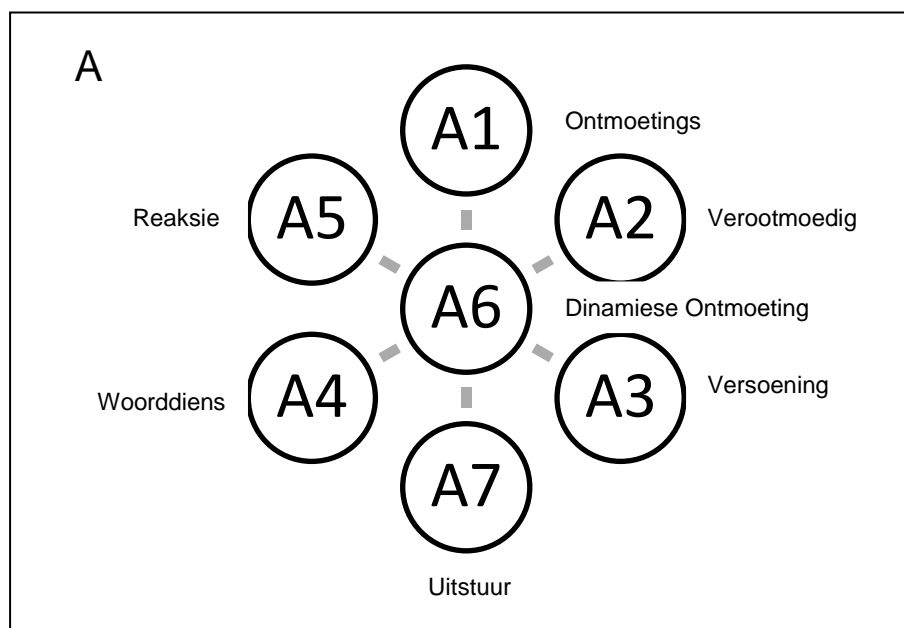 A
A1
Ontmoetings
Reaksie
A5
A2
Verootmoedig
A6
Dinamiese Ontmoeting
Woorddiens
A4
A3
Versoening
A7
Uitstuur